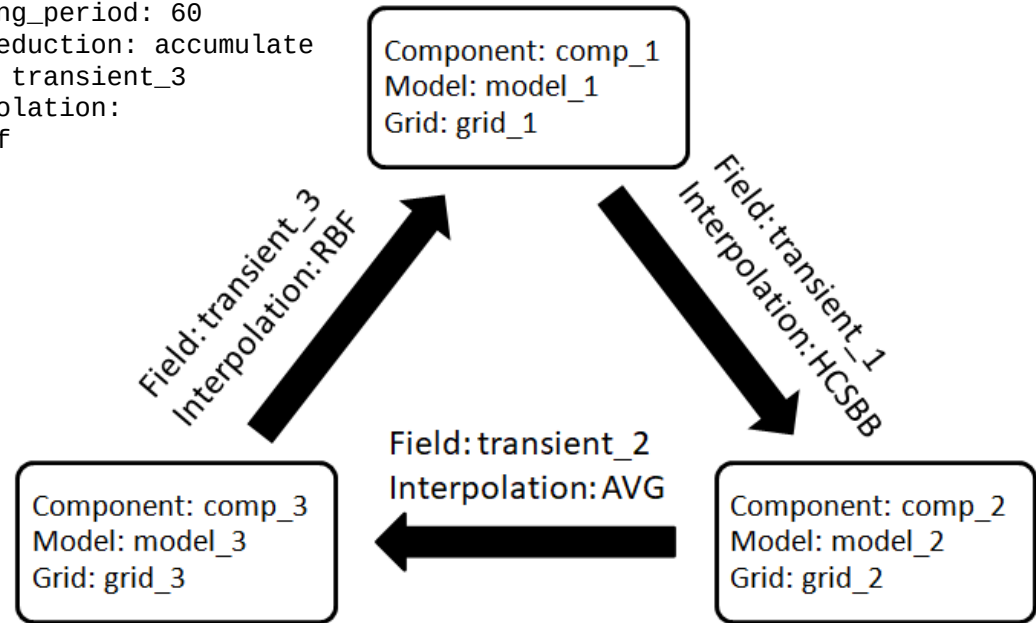 ng_period: 60
eduction: accumulate
transient_3
olation:
f
Component: comp_1
Model: model_1
Grid: grid_1
Field: transient_3
Interpolation: RBF
Field: transient_1
Interpolation: HCSBB
Field: transient_2
Interpolation: AVG
Component: comp_3
Model: model_3
Grid: grid_3
Component: comp_2
Model: model_2
Grid: grid_2